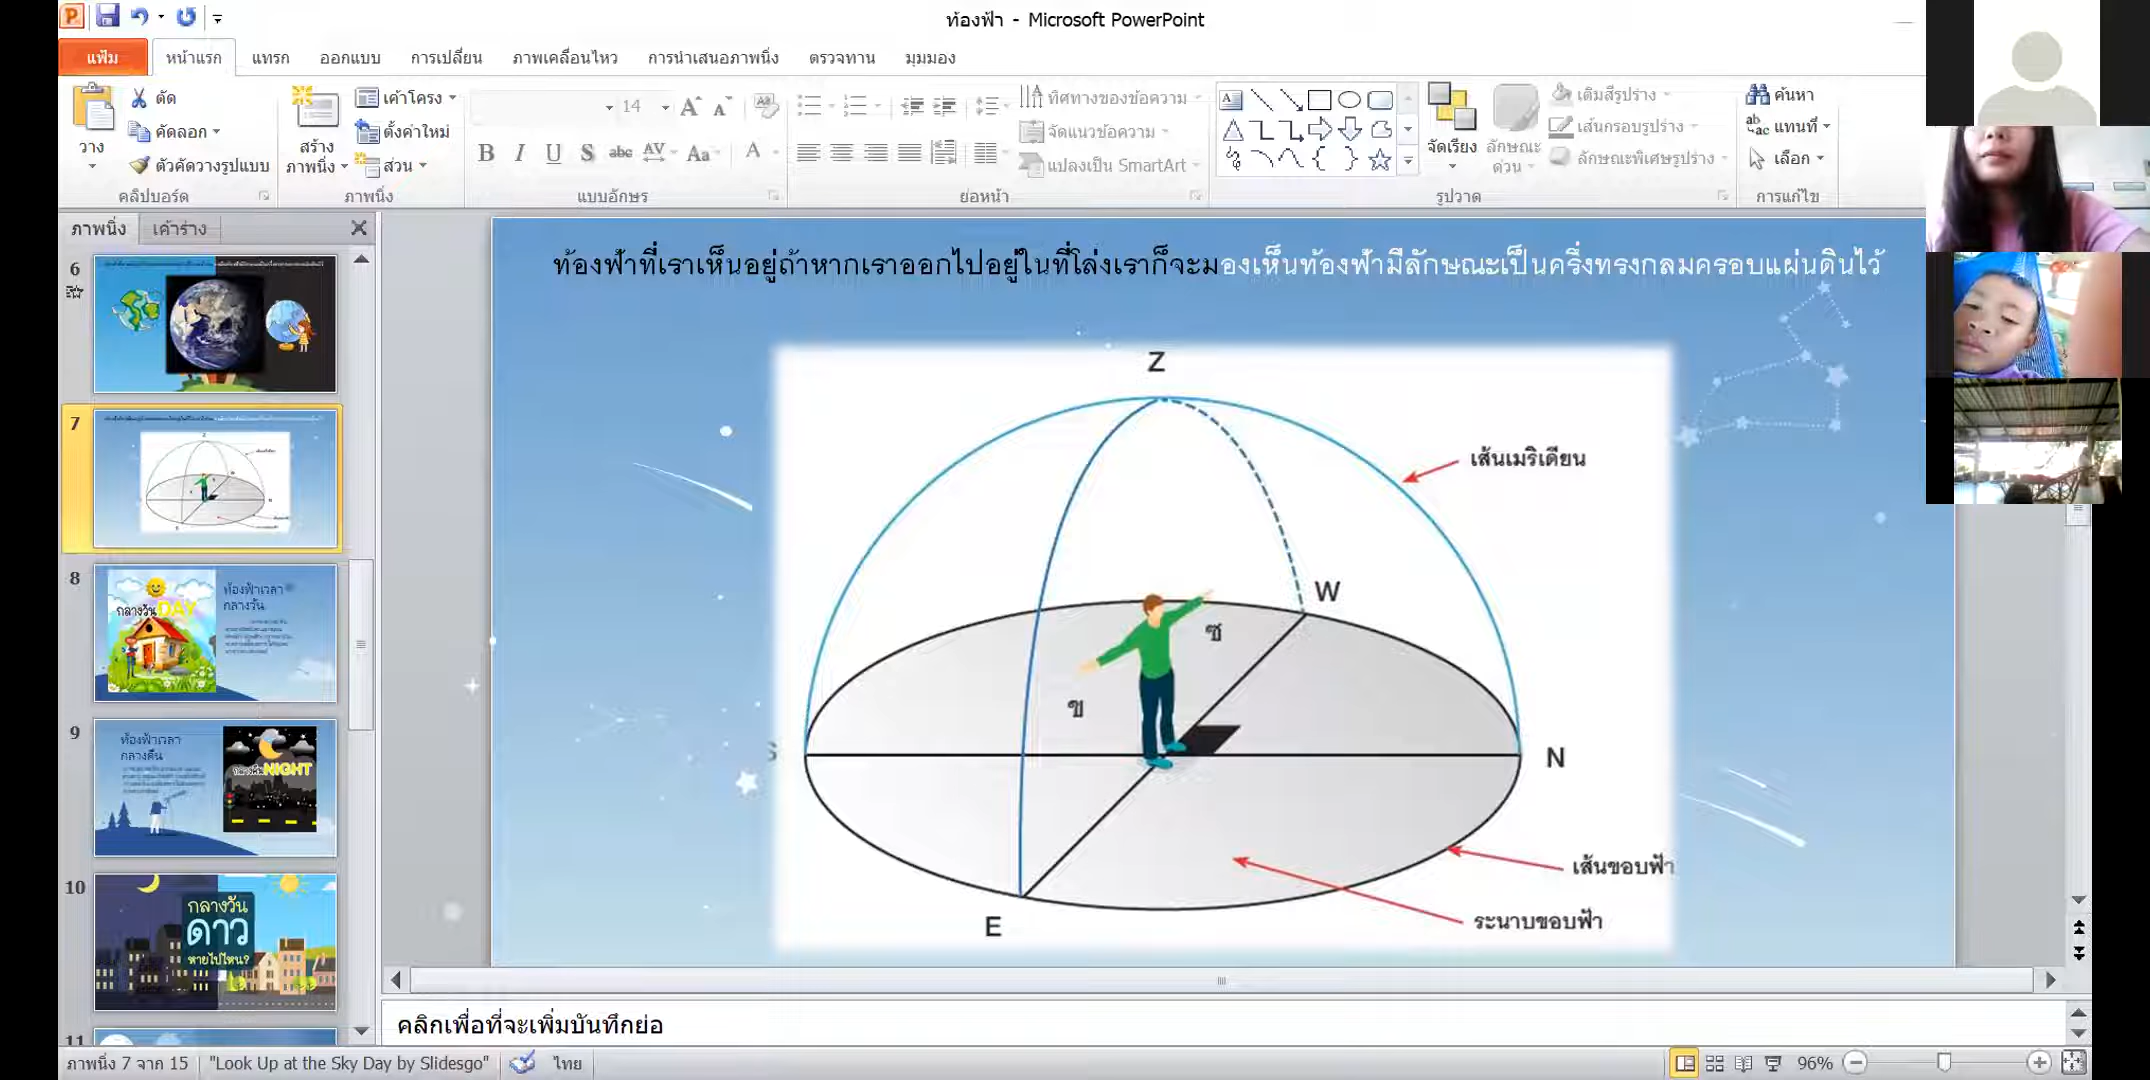 ท้องฟ้า - Microsoft PowerPoint
แฟ้ม หน้าแรก แทรก ออกแบบ การเปลี่ยน ภาพเคลื่อนไหว การนำเสนอภาพนิ่ง ตรวจทาน มุมมอง
วาง
ตัด
คัดลอก
ตัวคัดวางรูปแบบ
คลิปบอร์ด
สร้าง
ภาพนิ่ง
เค้าโครง
ตั้งค่าใหม่
ส่วน
ภาพนิ่ง
14
B I U S abc AV Aa A
แบบอักษร
ทิศทางของข้อความ
จัดแนวข้อความ
แปลงเป็น SmartArt
ย่อหน้า
จัดเรียง
ลักษณะ
ด่วน
เติมสีรูปร่าง
เส้นกรอบรูปร่าง
ลักษณะพิเศษรูปร่าง
รูปวาด
ค้นหา
แทนที่
เลือก
การแก้ไข
ภาพนิ่ง เค้าร่าง
6
7
8
กลางวัน DAY
ท้องฟ้าเวลา
กลางวัน
9
ท้องฟ้าเวลา
กลางคืน
กลางคืน NIGHT
10
กลางวัน
ดาว
หายไปไหน?
11
ท้องฟ้าที่เราเห็นอยู่ถ้าหากเราออกไปอยู่ในที่โล่งเราก็จะมองเห็นท้องฟ้ามีลักษณะเป็นครึ่งทรงกลมครอบแผ่นดินไว้
Z
เส้นเมริเดียน
W
ซ
ข
S
N
เส้นขอบฟ้า
E
ระนาบขอบฟ้า
คลิกเพื่อที่จะเพิ่มบันทึกย่อ
ภาพนิ่ง 7 จาก 15 "Look Up at the Sky Day by Slidesgo" ไทย 96%